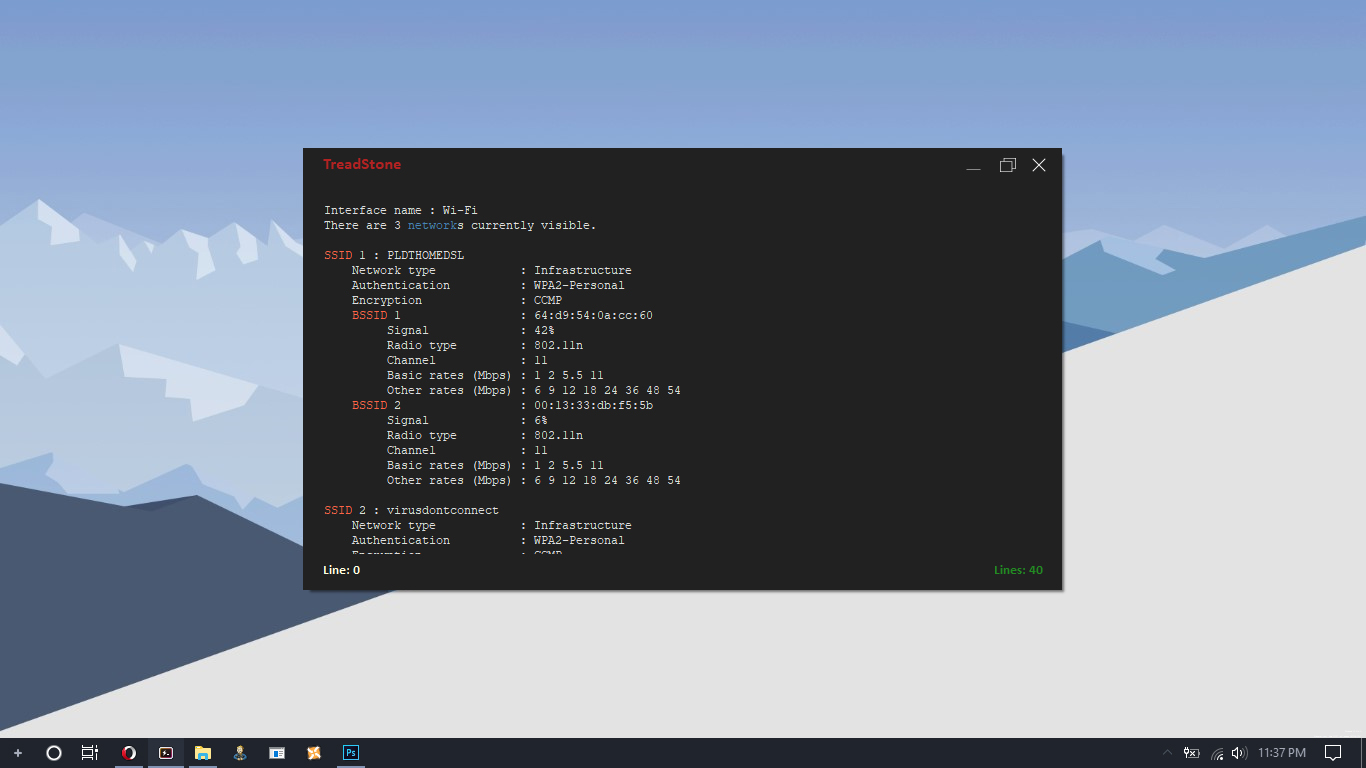 TreadStone
Interface name : Wi-Fi
There are 3 networks currently visible.
SSID 1 : PLDTHOMEDSL
Network type : Infrastructure
Authentication : WPA2-Personal
Encryption : CCMP
BSSID 1 : 64:d9:54:0a:cc:60
Signal : 42%
Radio type : 802.11n
Channel : 11
Basic rates (Mbps) : 1 2 5.5 11
Other rates (Mbps) : 6 9 12 18 24 36 48 54
BSSID 2 : 00:13:33:db:f5:5b
Signal : 6%
Radio type : 802.11n
Channel : 11
Basic rates (Mbps) : 1 2 5.5 11
Other rates (Mbps) : 6 9 12 18 24 36 48 54
SSID 2 : virusdontconnect
Network type : Infrastructure
Authentication : WPA2-Personal
Encryption : CCMP
Line: 0 Lines: 40
Ps 11:37 PM